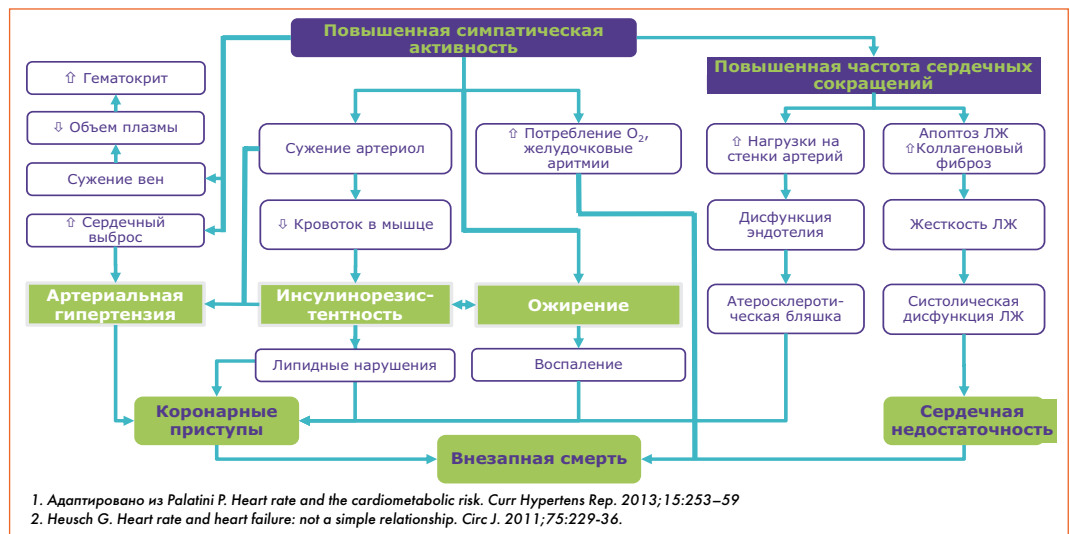 Повышенная симпатическая
активность
Повышенная частота сердечных
сокращений
⇧ Гематокрит
⇩ Объем плазмы
Сужение вен
⇧ Сердечный
выброс
Сужение артериол
⇧ Потребление O₂,
желудочковые
аритмии
⇧ Нагрузки на
стенки артерий
Апоптоз ЛЖ
⇧Коллагеновый
фиброз
⇩ Кровоток в мышце
Дисфункция
эндотелия
Жесткость ЛЖ
Артериальная
гипертензия
Инсулинорезис-
тентность
Ожирение
Атеросклероти-
ческая бляшка
Систолическая
дисфункция ЛЖ
Липидные нарушения
Воспаление
Коронарные
приступы
Сердечная
недостаточность
Внезапная смерть
1. Адаптировано из Palatini P. Heart rate and the cardiometabolic risk. Curr Hypertens Rep. 2013;15:253–59
2. Heusch G. Heart rate and heart failure: not a simple relationship. Circ J. 2011;75:229-36.